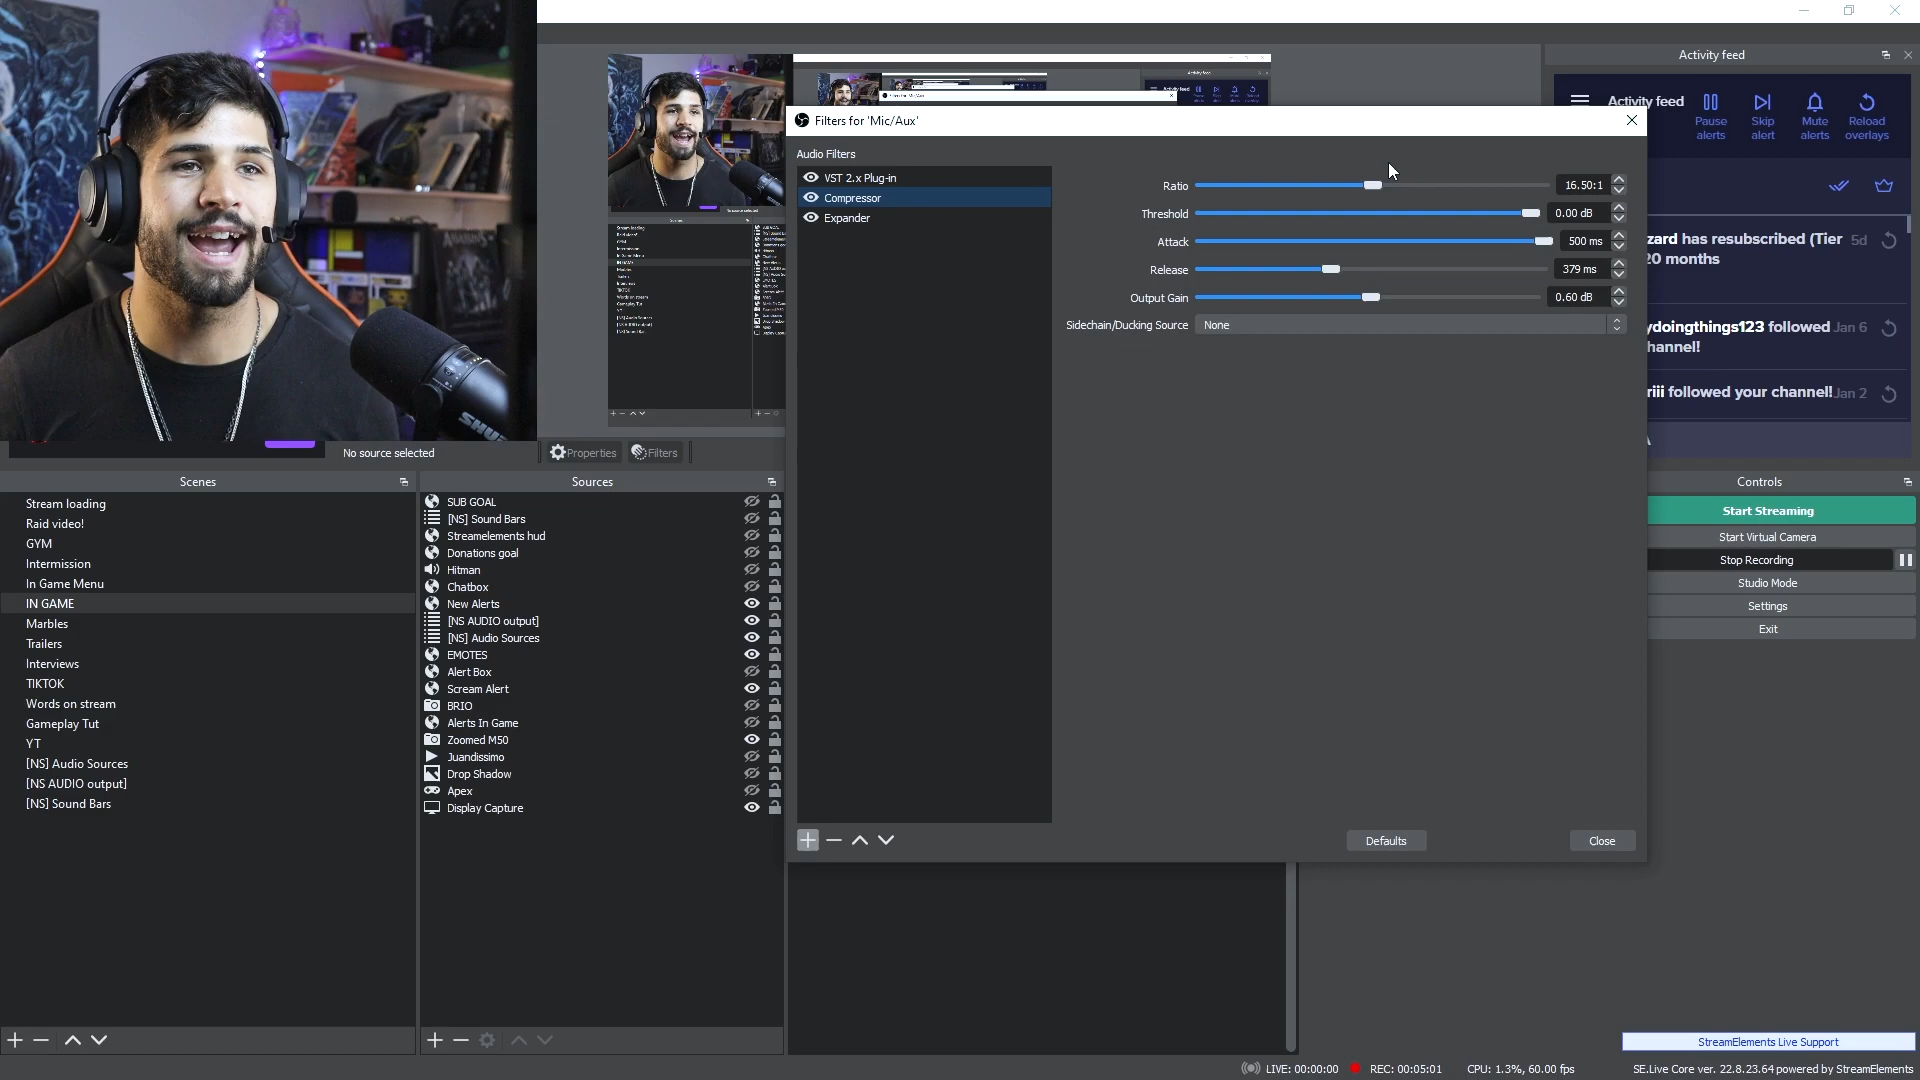 Activity feed
Activity feed
Pause alerts
Skip alert
Mute alerts
Reload overlays
Filters for 'Mic/Aux'
Audio Filters
VST 2.x Plug-in
Compressor
Expander
Ratio 16.50:1
Threshold 0.00 dB
Attack 500 ms
Release 379 ms
Output Gain 0.60 dB
Sidechain/Ducking Source None
Defaults
Close
zard has resubscribed (Tier 5d
20 months
ydoingthings123 followed Jan 6
hannel!
riii followed your channel! Jan 2
SHU
No source selected
Properties
Filters
Scenes
Stream loading
Raid video!
GYM
Intermission
In Game Menu
IN GAME
Marbles
Trailers
Interviews
TIKTOK
Words on stream
Gameplay Tut
YT
[NS] Audio Sources
[NS AUDIO output]
[NS] Sound Bars
Sources
SUB GOAL
[NS] Sound Bars
Streamelements hud
Donations goal
Hitman
Chatbox
New Alerts
[NS AUDIO output]
[NS] Audio Sources
EMOTES
Alert Box
Scream Alert
BRIO
Alerts In Game
Zoomed M50
Juandissimo
Drop Shadow
Apex
Display Capture
Controls
Start Streaming
Start Virtual Camera
Stop Recording
Studio Mode
Settings
Exit
StreamElements Live Support
LIVE: 00:00:00
REC: 00:05:01
CPU: 1.3%, 60.00 fps
SE.Live Core ver. 22.8.23.64 powered by StreamElements